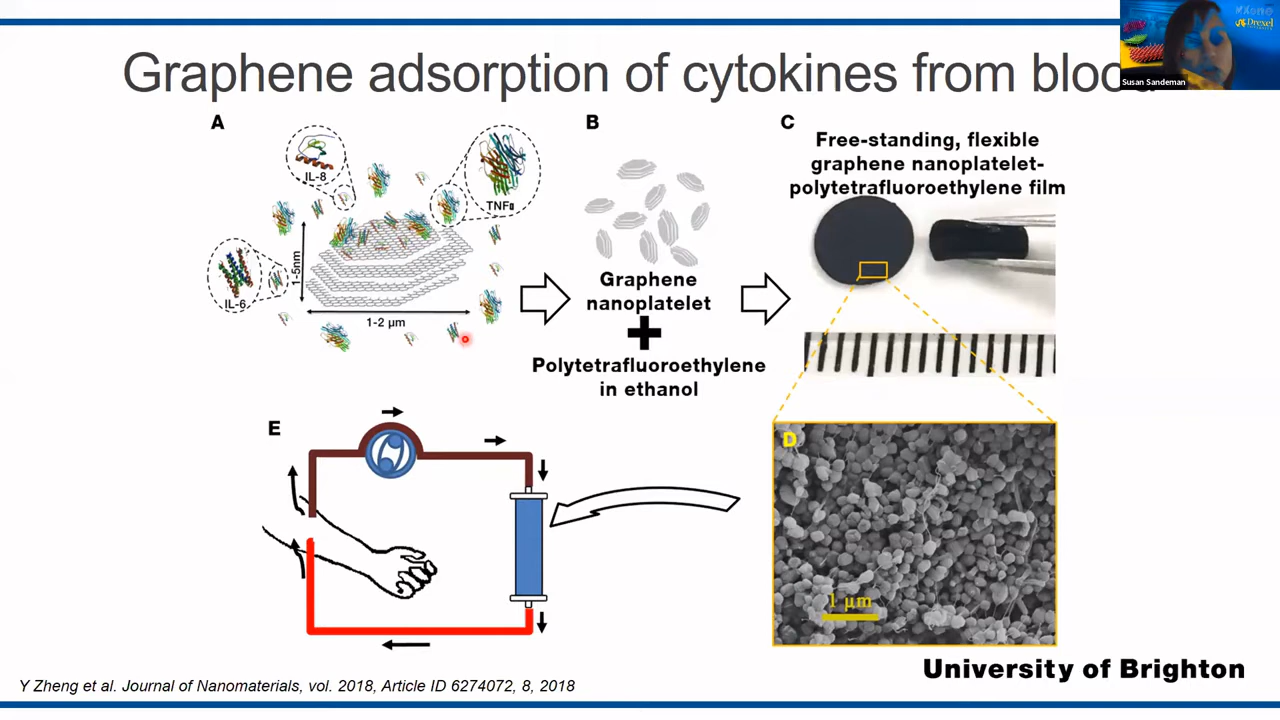 Graphene adsorption of cytokines from blood
Susan Sandeman
Drexel
A
IL-8
TNF
IL-6
1-5nm
1-2 µm
B
Graphene
nanoplatelet
+
Polytetrafluoroethylene
in ethanol
C
Free-standing, flexible
graphene nanoplatelet-
polytetrafluoroethylene film
D
1 µm
E
University of Brighton
Y Zheng et al. Journal of Nanomaterials, vol. 2018, Article ID 6274072, 8, 2018